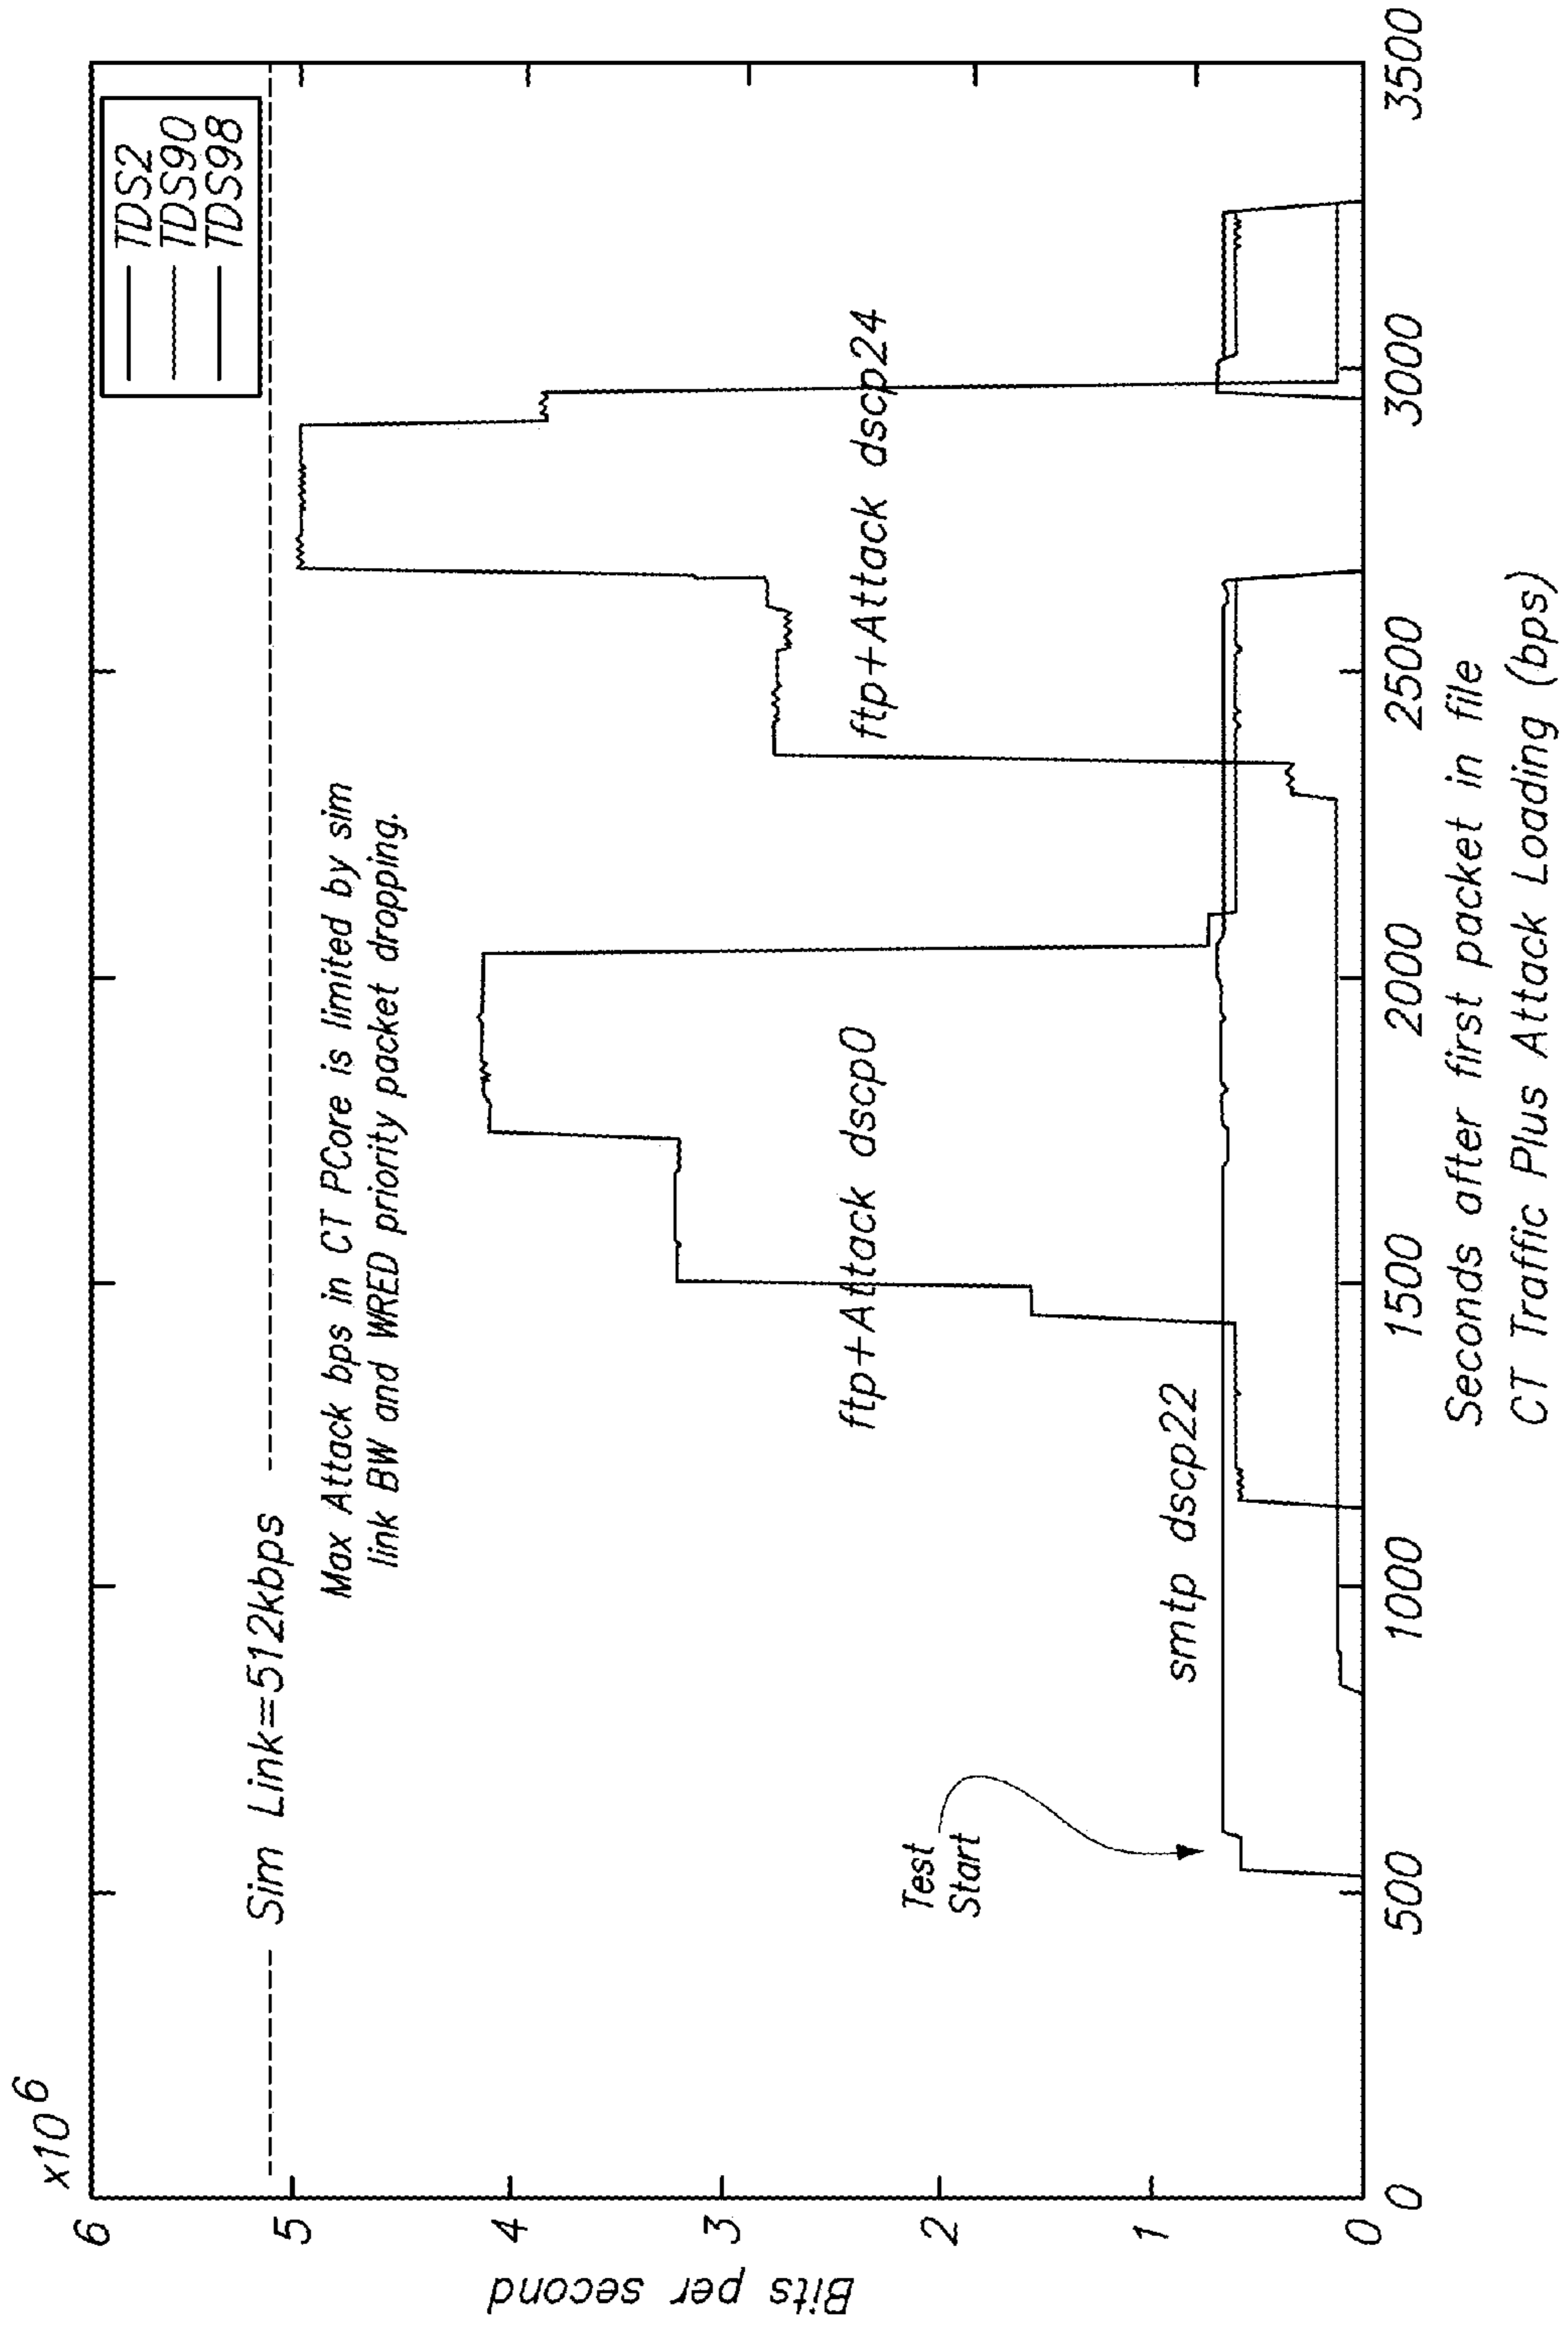 x10^6
6
5
4
3
2
1
0
Bits per second
Sim Link=512kbps
TDS2
TDS90
TDS98
Max Attack bps in CT PCore is limited by sim
link BW and WRED priority packet dropping.
ftp+Attack dscp0
ftp+Attack dscp24
Test
Start
smtp dscp22
0
500
1000
1500
2000
2500
3000
3500
Seconds after first packet in file
CT Traffic Plus Attack Loading (bps)